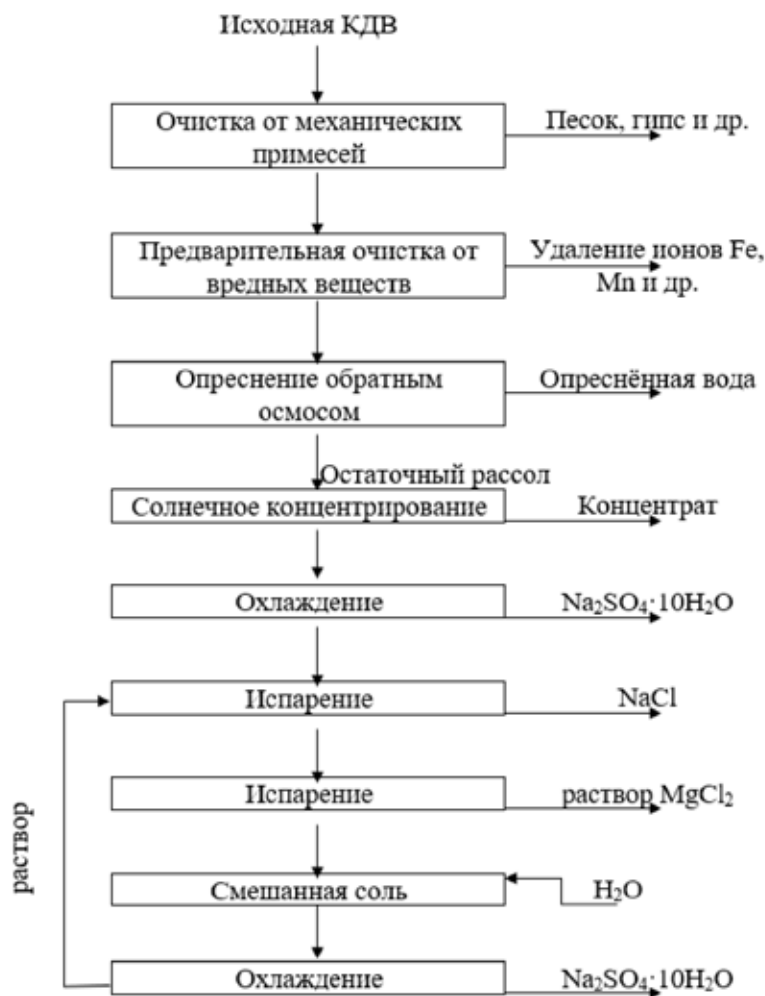 Исходная КДВ
Очистка от механических
примесей
Песок, гипс и др.
Предварительная очистка от
вредных веществ
Удаление ионов Fe,
Mn и др.
Опреснение обратным
осмосом
Опреснённая вода
Остаточный рассол
Солнечное концентрирование
Концентрат
Охлаждение
Na₂SO₄·10H₂O
Испарение
NaCl
Испарение
раствор MgCl₂
раствор
Смешанная соль
H₂O
Охлаждение
Na₂SO₄·10H₂O